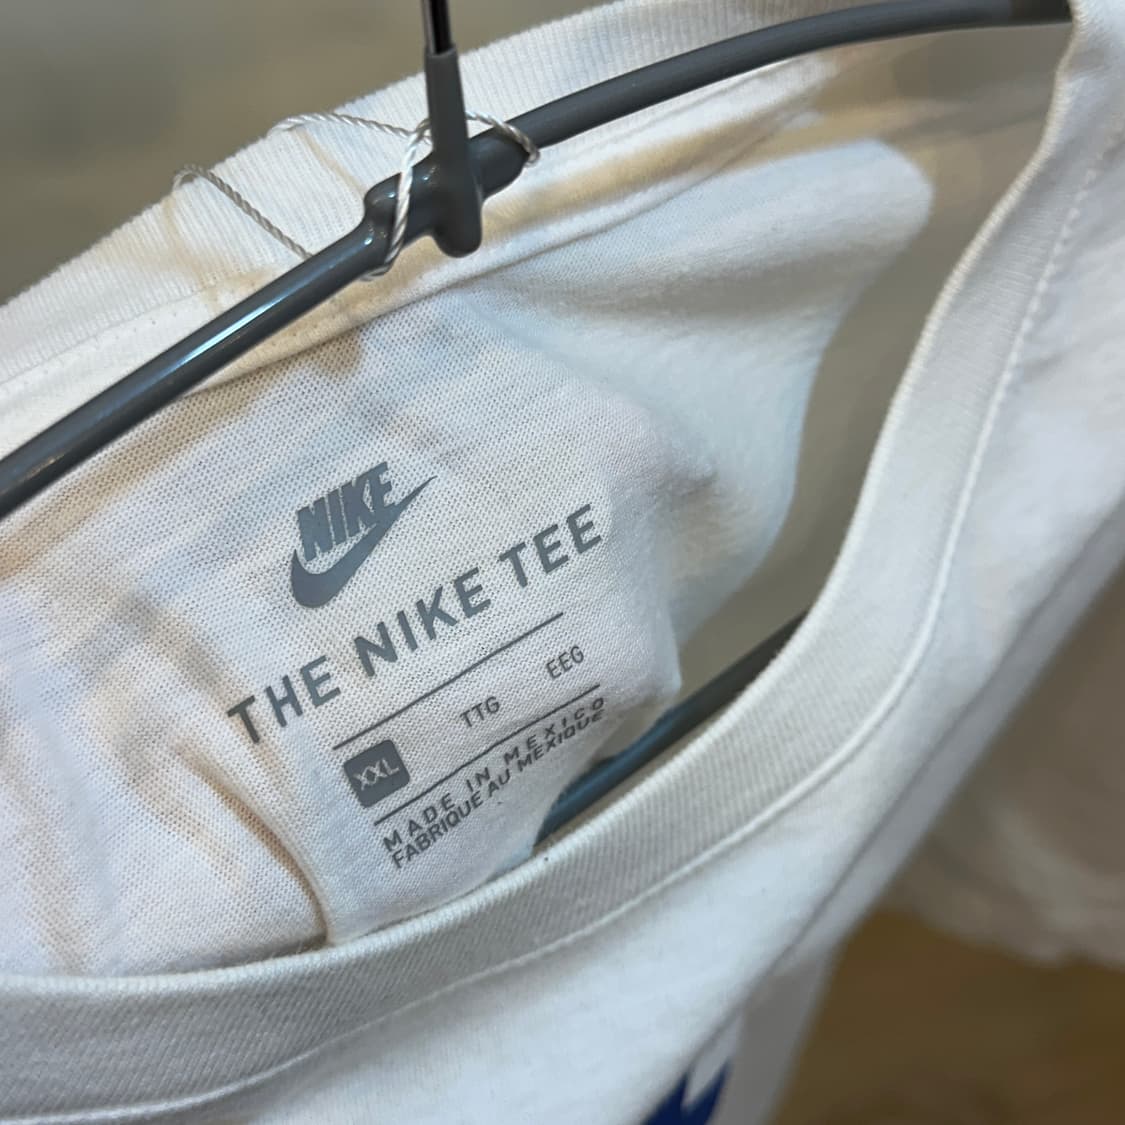 NIKE
THE NIKE TEE
XXL TTG EEG
MADE IN MEXICO
FABRIQUE AU MEXIQUE